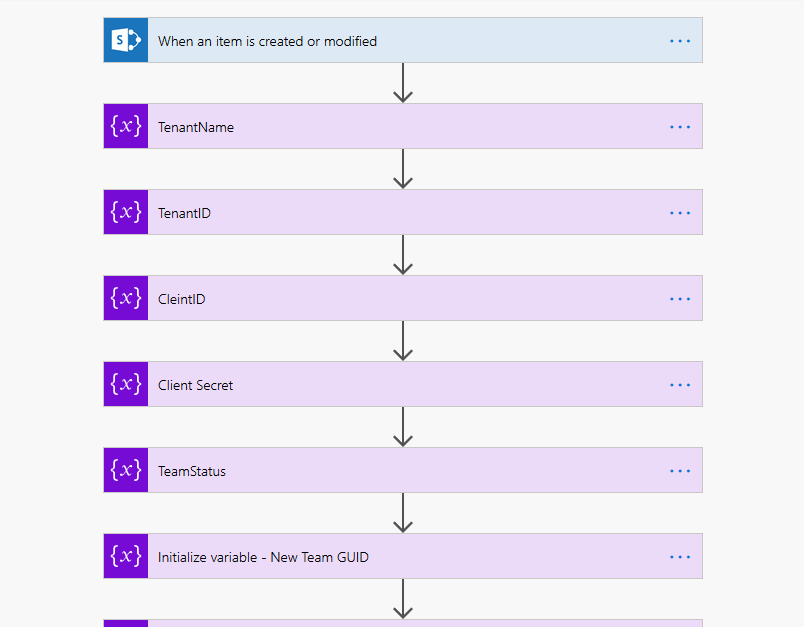 S
When an item is created or modified
{x} TenantName
{x} TenantID
{x} CleintID
{x} Client Secret
{x} TeamStatus
{x} Initialize variable - New Team GUID